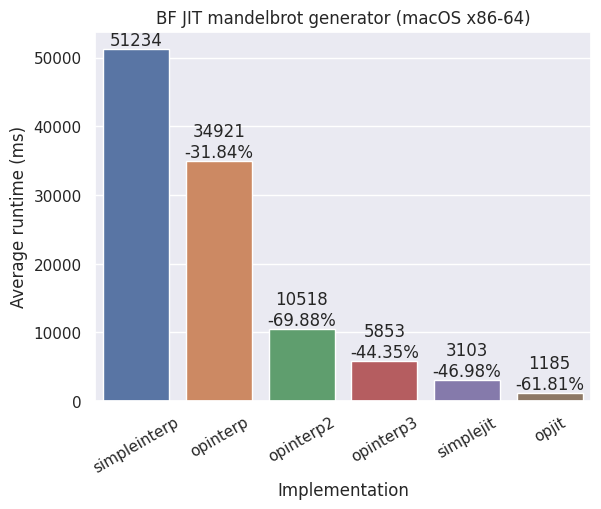 BF JIT mandelbrot generator (macOS x86-64)
Average runtime (ms)
50000
40000
30000
20000
10000
0
51234
34921
-31.84%
10518
-69.88%
5853
-44.35%
3103
-46.98%
1185
-61.81%
simpleinterp
opinterp
opinterp2
opinterp3
simplejit
opjit
Implementation